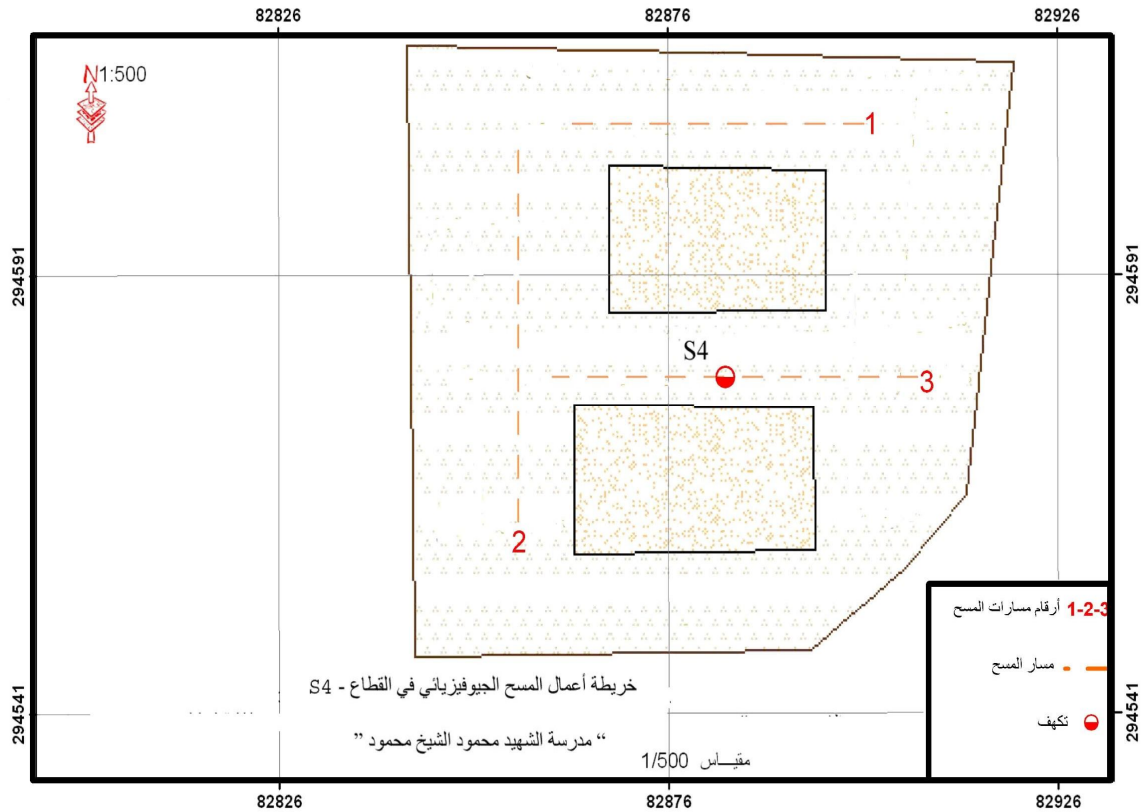 82826 82876 82926
N 1:500
1
294591 294591
S4
3
2
1-2-3 أرقام مسارات المسح
مسار المسح
تكهف
خريطة أعمال المسح الجيوفيزيائي في القطاع - S4
“ مدرسة الشهيد محمود الشيخ محمود ”
مقيـــاس 1/500
294541 294541
82826 82876 82926